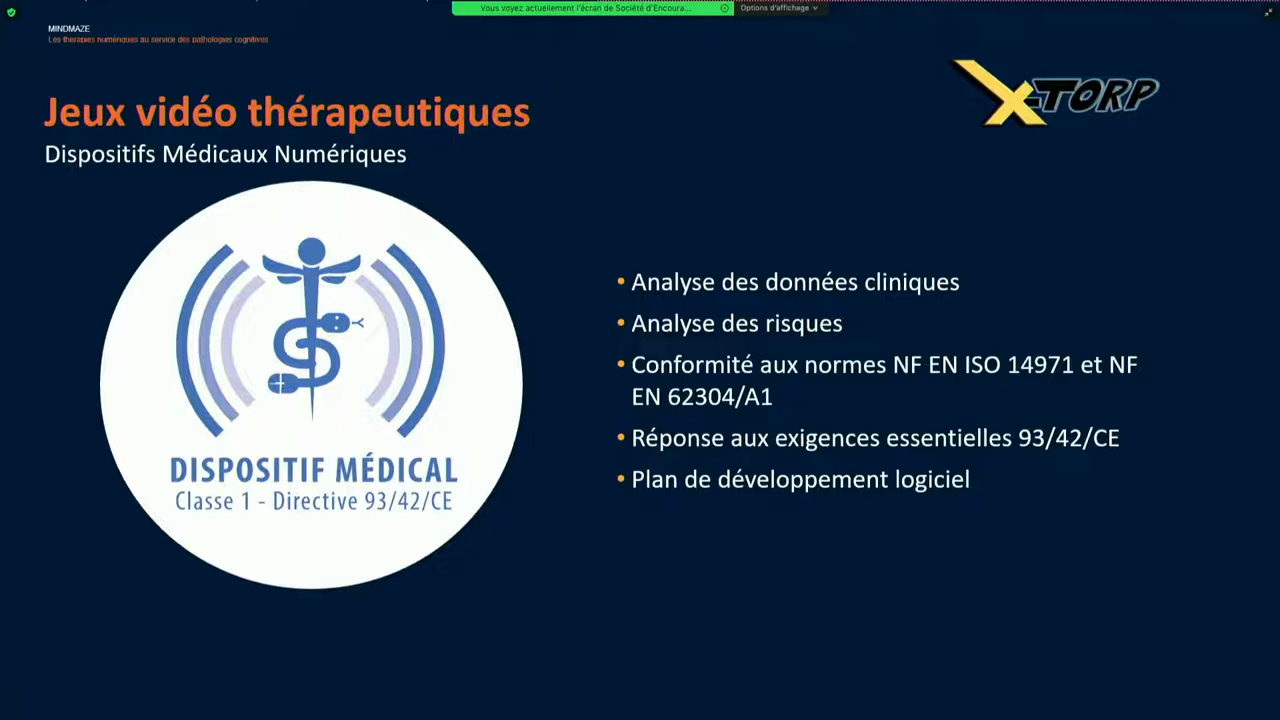 Vous voyez actuellement l'écran de Société d'Encoura...
Options d'affichage
MINDMAZE
Les thérapies numériques au service des pathologies cognitives
X-TORP
Jeux vidéo thérapeutiques
Dispositifs Médicaux Numériques
DISPOSITIF MÉDICAL
Classe 1 - Directive 93/42/CE
• Analyse des données cliniques
• Analyse des risques
• Conformité aux normes NF EN ISO 14971 et NF
EN 62304/A1
• Réponse aux exigences essentielles 93/42/CE
• Plan de développement logiciel